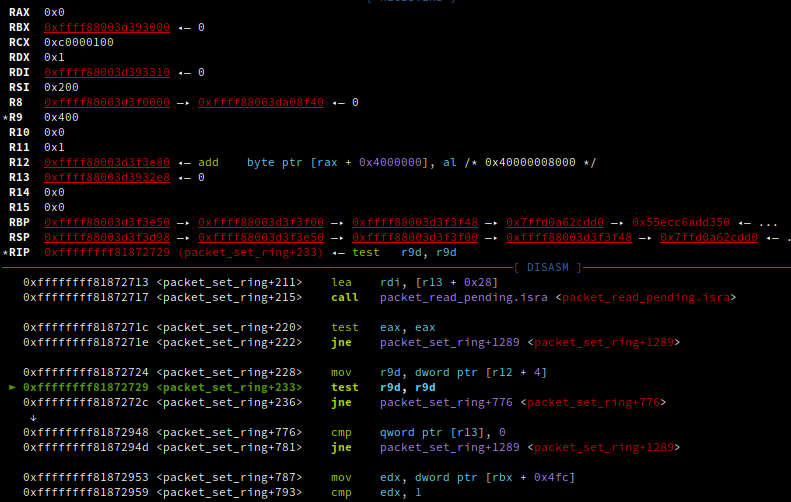 RAX 0x0
RBX 0xffff88003d393000 ◂— 0
RCX 0xc0000100
RDX 0x1
RDI 0xffff88003d393310 ◂— 0
RSI 0x200
R8 0xffff88003d3f0000 —▸ 0xffff88003da08f40 ◂— 0
*R9 0x400
R10 0x0
R11 0x1
R12 0xffff88003d3f3e80 ◂— add byte ptr [rax + 0x4000000], al /* 0x40000008000 */
R13 0xffff88003d3932e8 ◂— 0
R14 0x0
R15 0x0
RBP 0xffff88003d3f3e50 —▸ 0xffff88003d3f3f00 —▸ 0xffff88003d3f3f48 —▸ 0x7ffd0a62cdd0 —▸ 0x55ecc6add350 ◂— ...
RSP 0xffff88003d3f3d98 —▸ 0xffff88003d3f3e50 —▸ 0xffff88003d3f3f00 —▸ 0xffff88003d3f3f48 —▸ 0x7ffd0a62cdd0 ◂— .
*RIP 0xffffffff81872729 (packet_set_ring+233) ◂— test r9d, r9d
[ DISASM ]
0xffffffff81872713 <packet_set_ring+211> lea rdi, [r13 + 0x28]
0xffffffff81872717 <packet_set_ring+215> call packet_read_pending.isra <packet_read_pending.isra>
0xffffffff8187271c <packet_set_ring+220> test eax, eax
0xffffffff8187271e <packet_set_ring+222> jne packet_set_ring+1289 <packet_set_ring+1289>
0xffffffff81872724 <packet_set_ring+228> mov r9d, dword ptr [r12 + 4]
► 0xffffffff81872729 <packet_set_ring+233> test r9d, r9d
0xffffffff8187272c <packet_set_ring+236> jne packet_set_ring+776 <packet_set_ring+776>
↓
0xffffffff81872948 <packet_set_ring+776> cmp qword ptr [r13], 0
0xffffffff8187294d <packet_set_ring+781> jne packet_set_ring+1289 <packet_set_ring+1289>
0xffffffff81872953 <packet_set_ring+787> mov edx, dword ptr [rbx + 0x4fc]
0xffffffff81872959 <packet_set_ring+793> cmp edx, 1